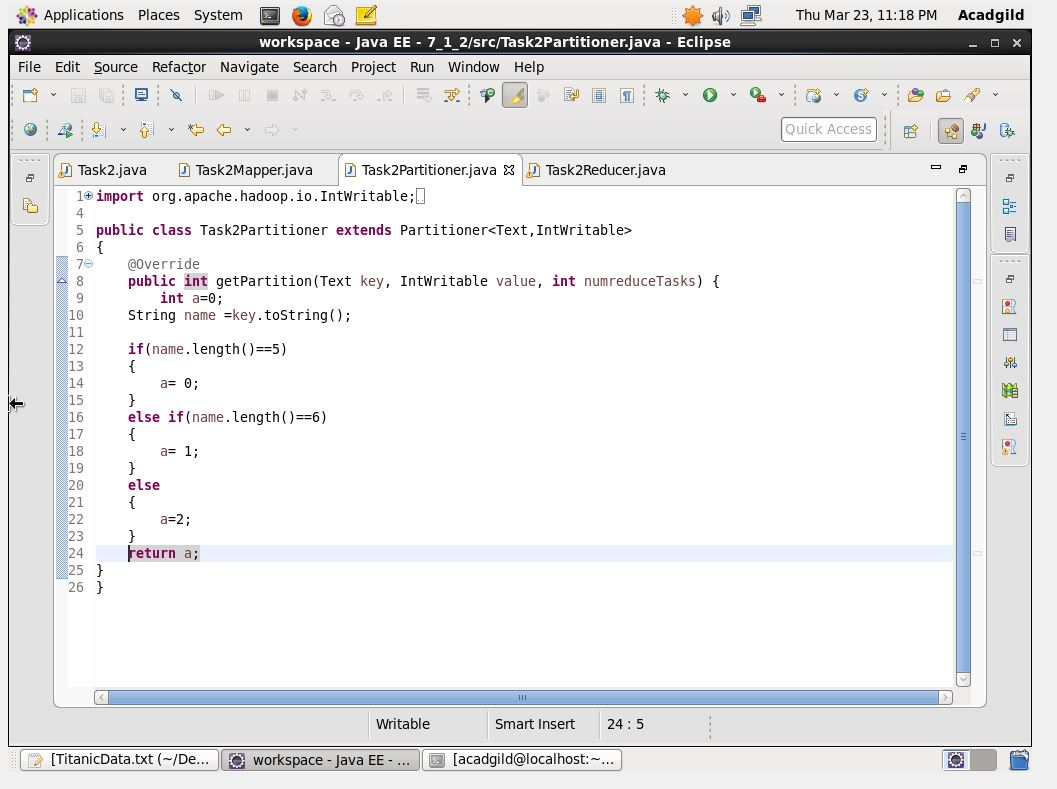 Applications Places System Thu Mar 23, 11:18 PM Acadgild
workspace - Java EE - 7_1_2/src/Task2Partitioner.java - Eclipse
File Edit Source Refactor Navigate Search Project Run Window Help
Quick Access
Task2.java Task2Mapper.java Task2Partitioner.java Task2Reducer.java
1 import org.apache.hadoop.io.IntWritable;
4
5 public class Task2Partitioner extends Partitioner<Text,IntWritable>
6 {
7 @Override
8 public int getPartition(Text key, IntWritable value, int numreduceTasks) {
9 int a=0;
10 String name =key.toString();
11
12 if(name.length()==5)
13 {
14 a= 0;
15 }
16 else if(name.length()==6)
17 {
18 a= 1;
19 }
20 else
21 {
22 a=2;
23 }
24 return a;
25 }
26 }
Writable Smart Insert 24 : 5
[TitanicData.txt (~/De... workspace - Java EE - ... [acadgild@localhost:~...